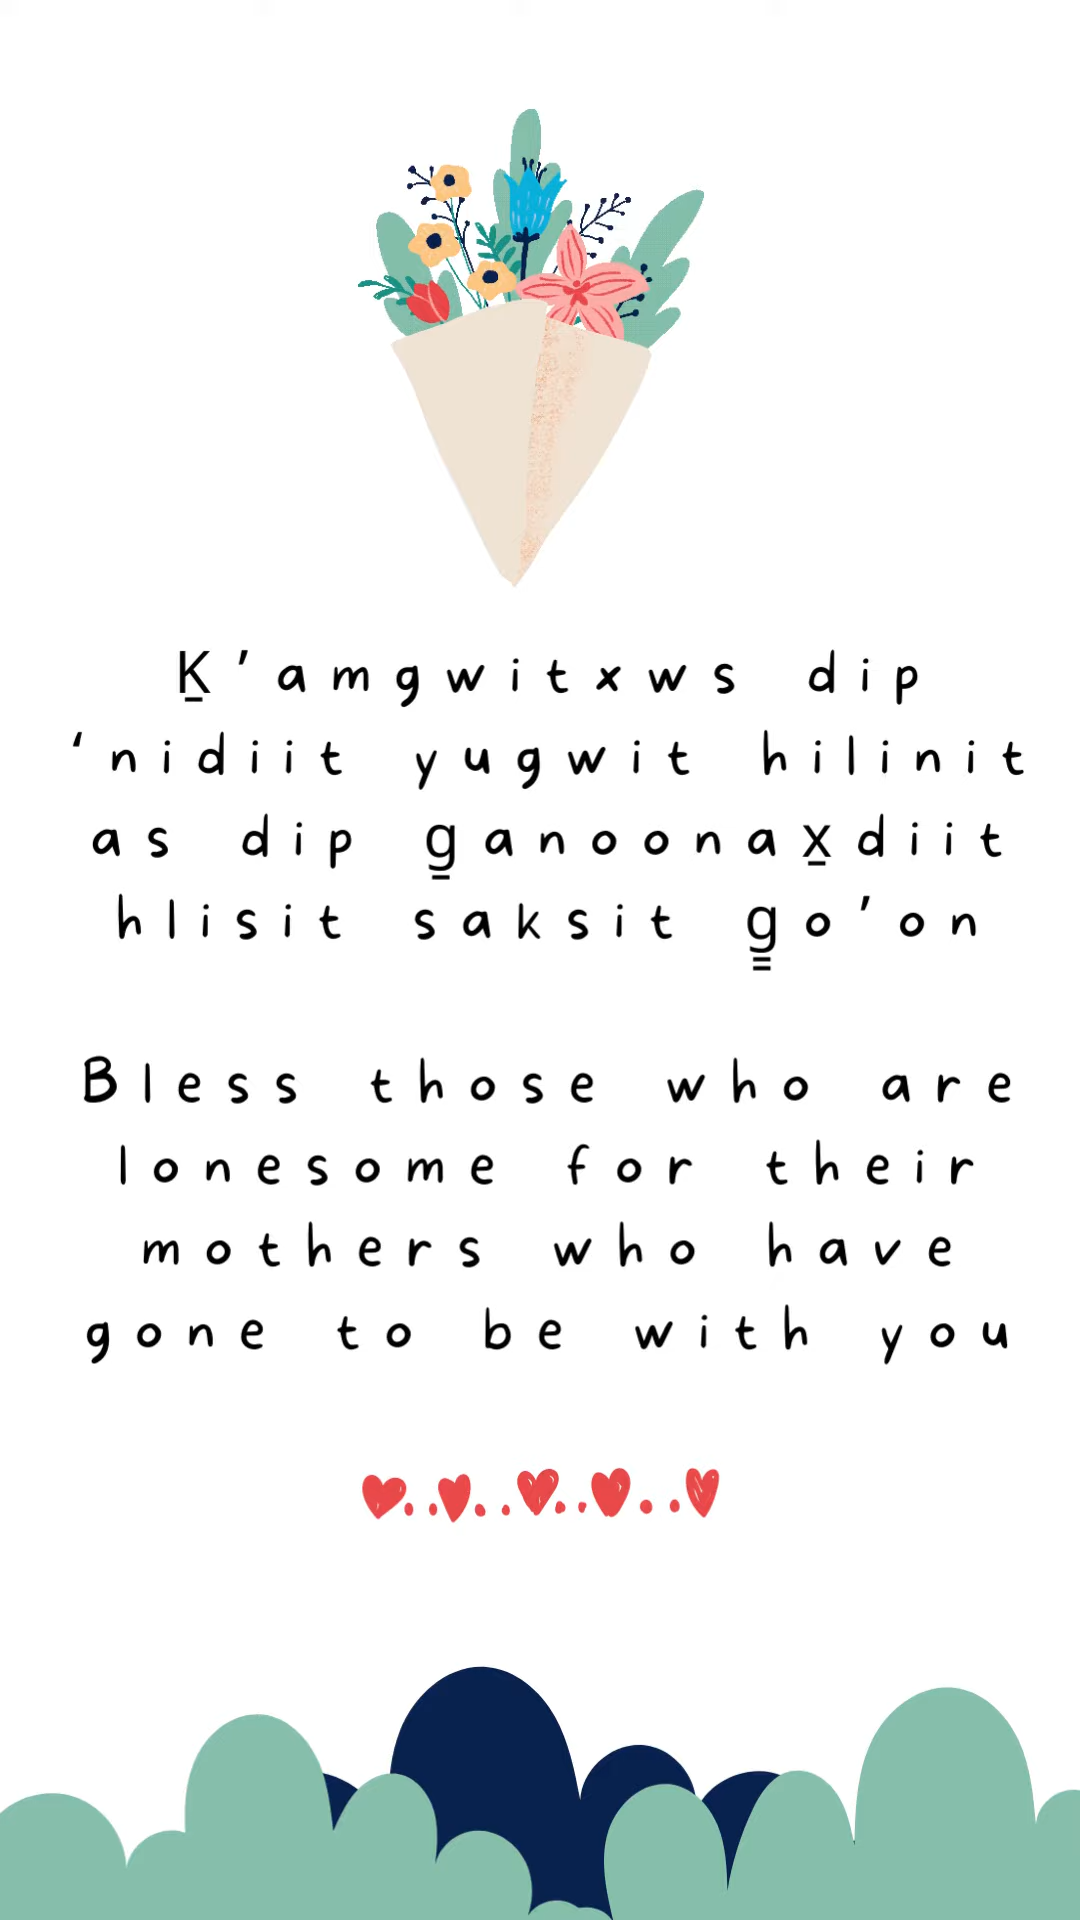 Ḵ'amgwitxws dip
‘nidiit yugwit hilinit
as dip g̱anoonax̱diit
hlisit saksit g̱̱o'on
Bless those who are
lonesome for their
mothers who have
gone to be with you